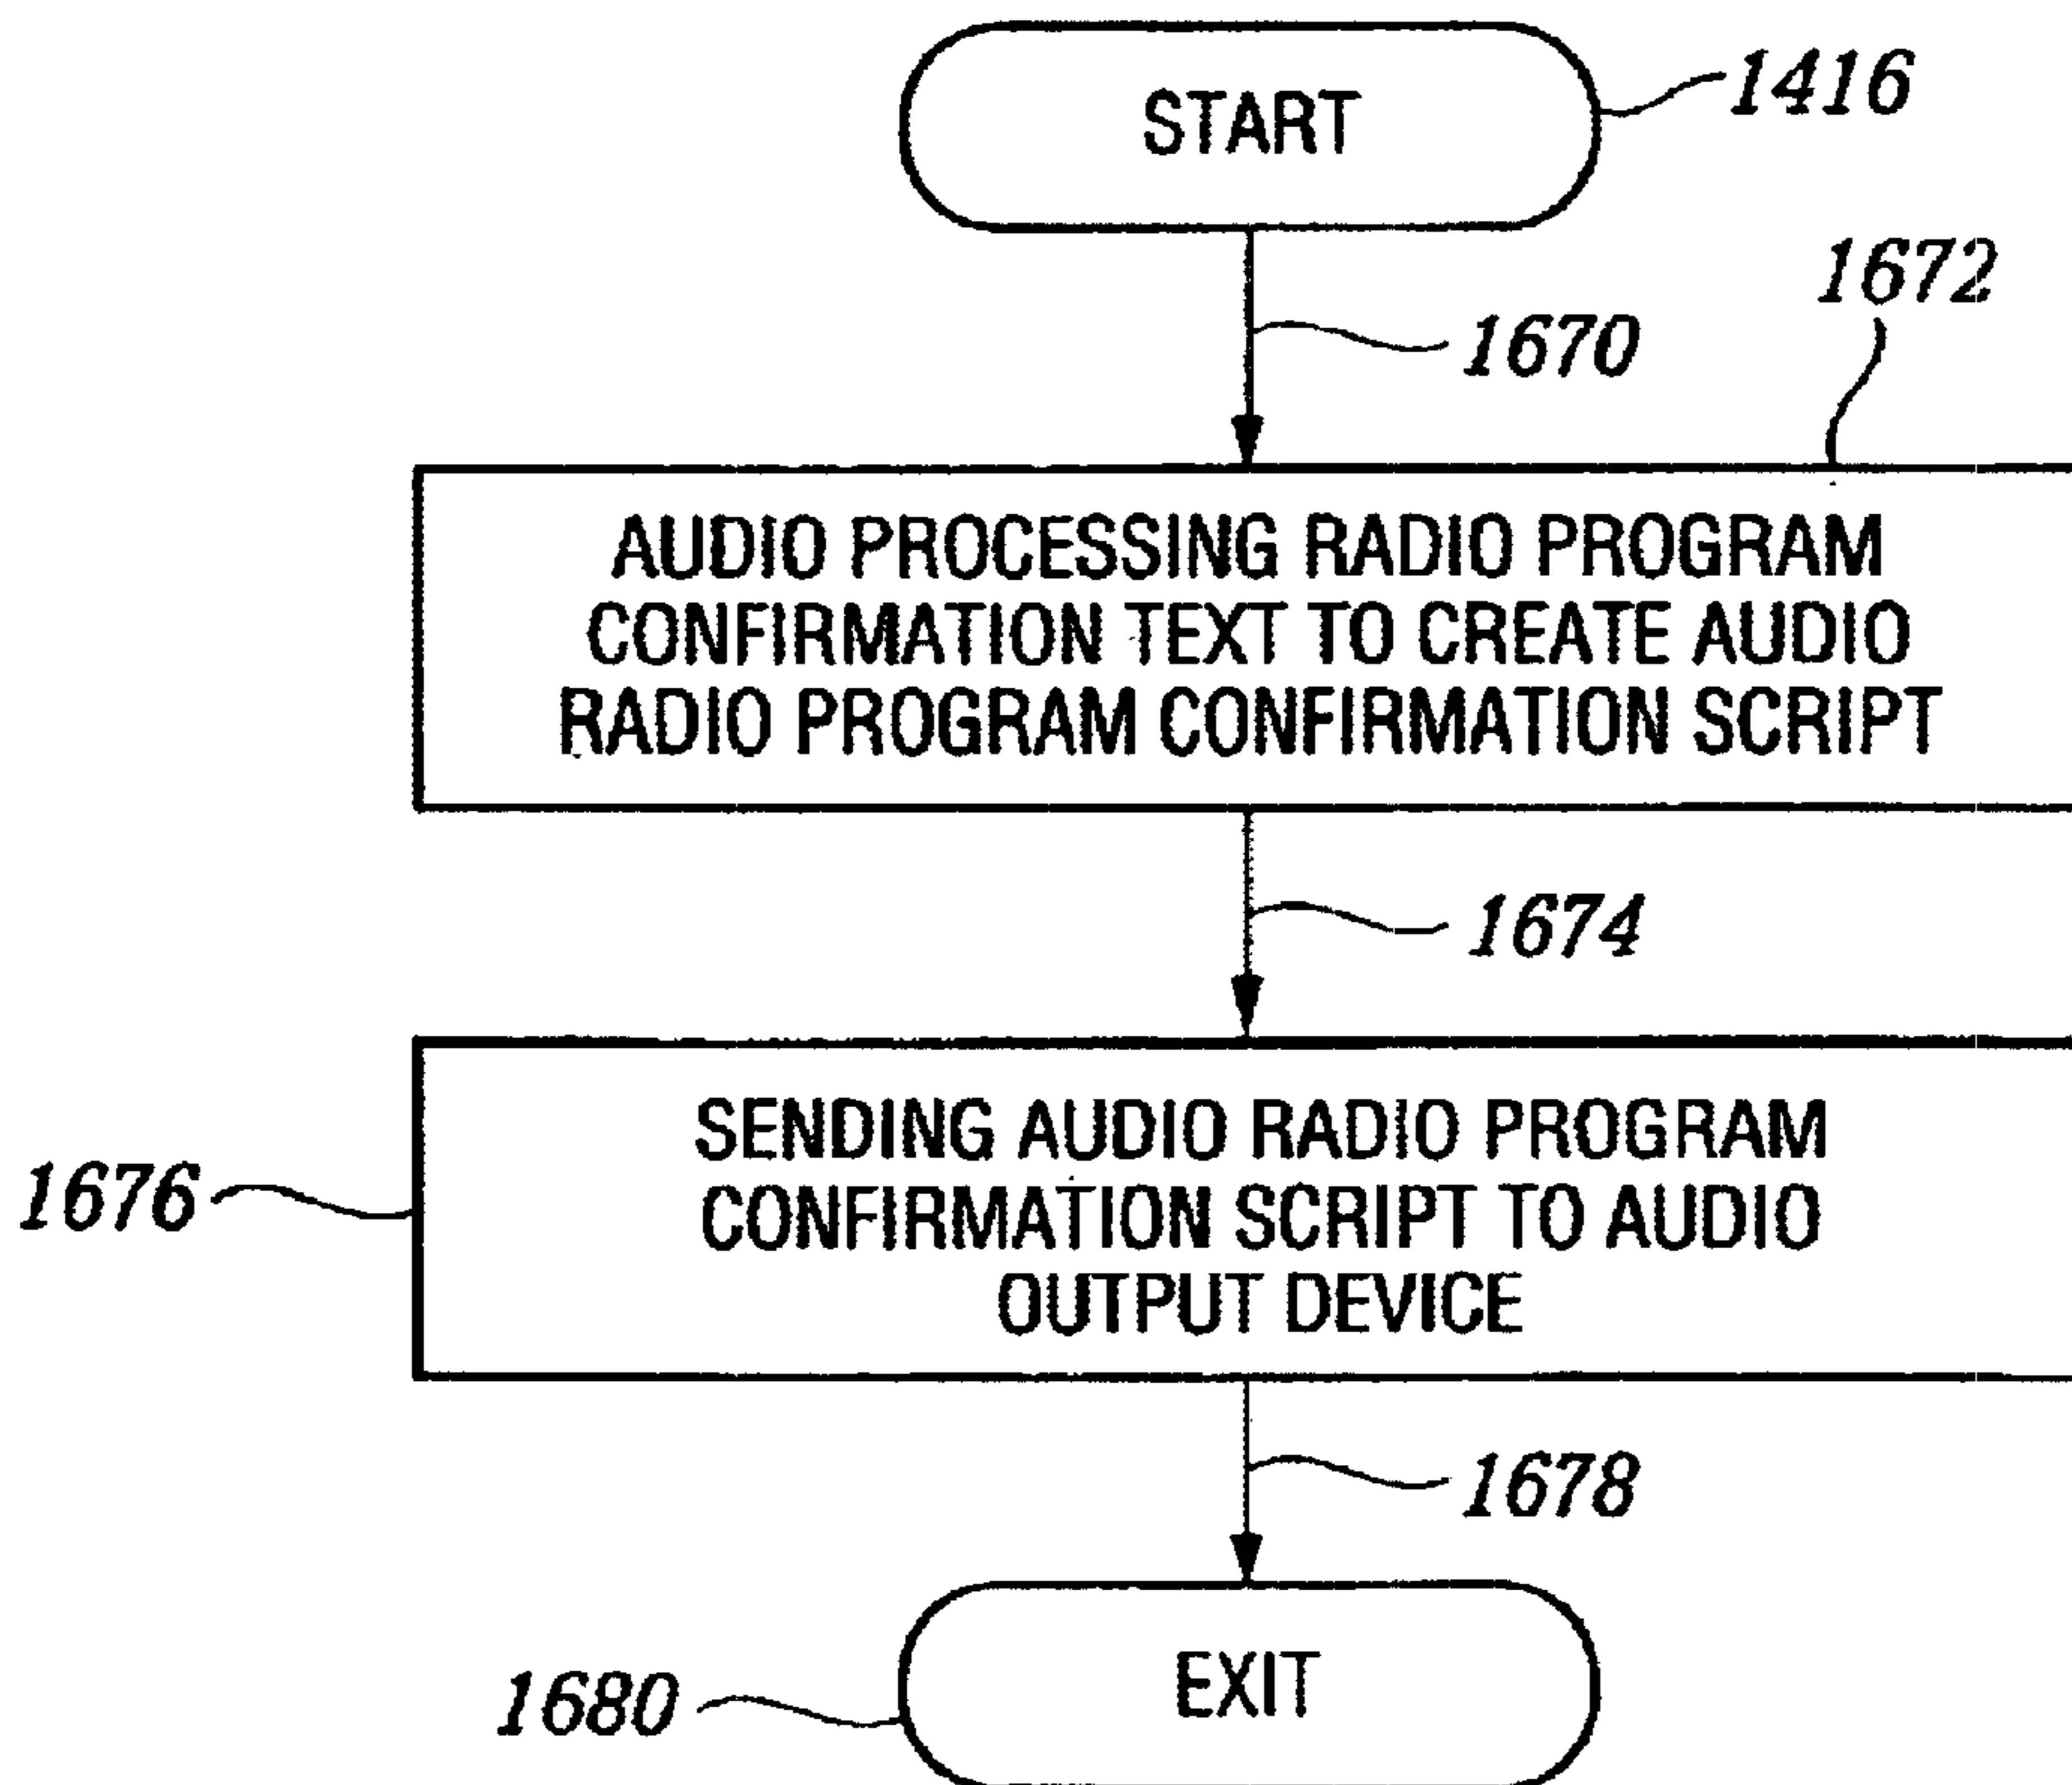 START
1416
1672
1670
AUDIO PROCESSING RADIO PROGRAM
CONFIRMATION TEXT TO CREATE AUDIO
RADIO PROGRAM CONFIRMATION SCRIPT
1674
SENDING AUDIO RADIO PROGRAM
CONFIRMATION SCRIPT TO AUDIO
OUTPUT DEVICE
1676
1678
EXIT
1680